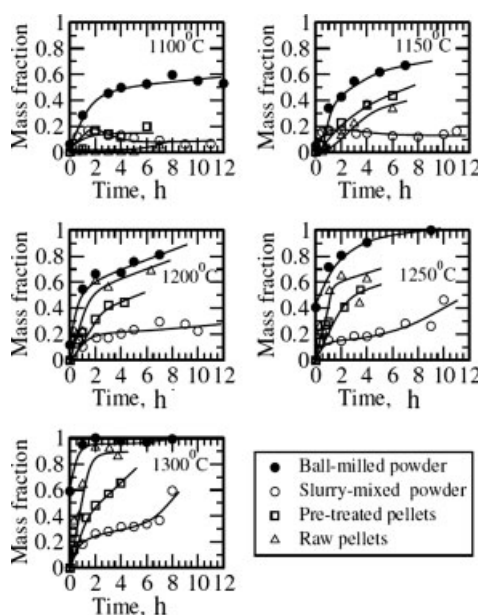 1100⁰C
Mass fraction
1
0.8
0.6
0.4
0.2
0
0 2 4 6 8 10 12
Time, h
1150⁰C
Mass fraction
1
0.8
0.6
0.4
0.2
0
0 2 4 6 8 10 12
Time, h
1200⁰C
Mass fraction
1
0.8
0.6
0.4
0.2
0
0 2 4 6 8 10 12
Time, h
1250⁰C
Mass fraction
1
0.8
0.6
0.4
0.2
0
0 2 4 6 8 10 12
Time, h
1300⁰C
Mass fraction
1
0.8
0.6
0.4
0.2
0
0 2 4 6 8 10 12
Time, h
Ball-milled powder
Slurry-mixed powder
Pre-treated pellets
Raw pellets